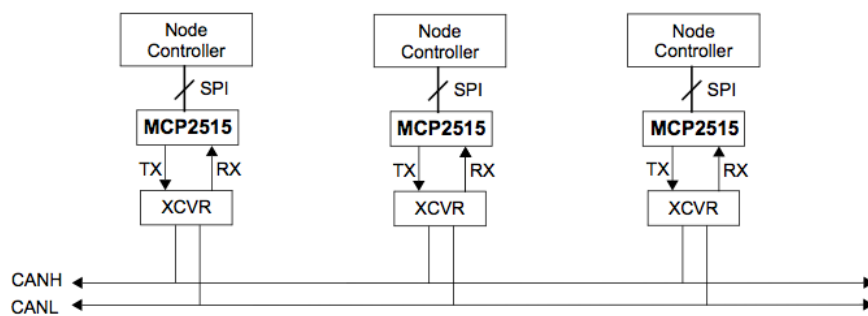 Node
Controller
Node
Controller
Node
Controller
SPI
SPI
SPI
MCP2515
MCP2515
MCP2515
TX
RX
TX
RX
TX
RX
XCVR
XCVR
XCVR
CANH
CANL